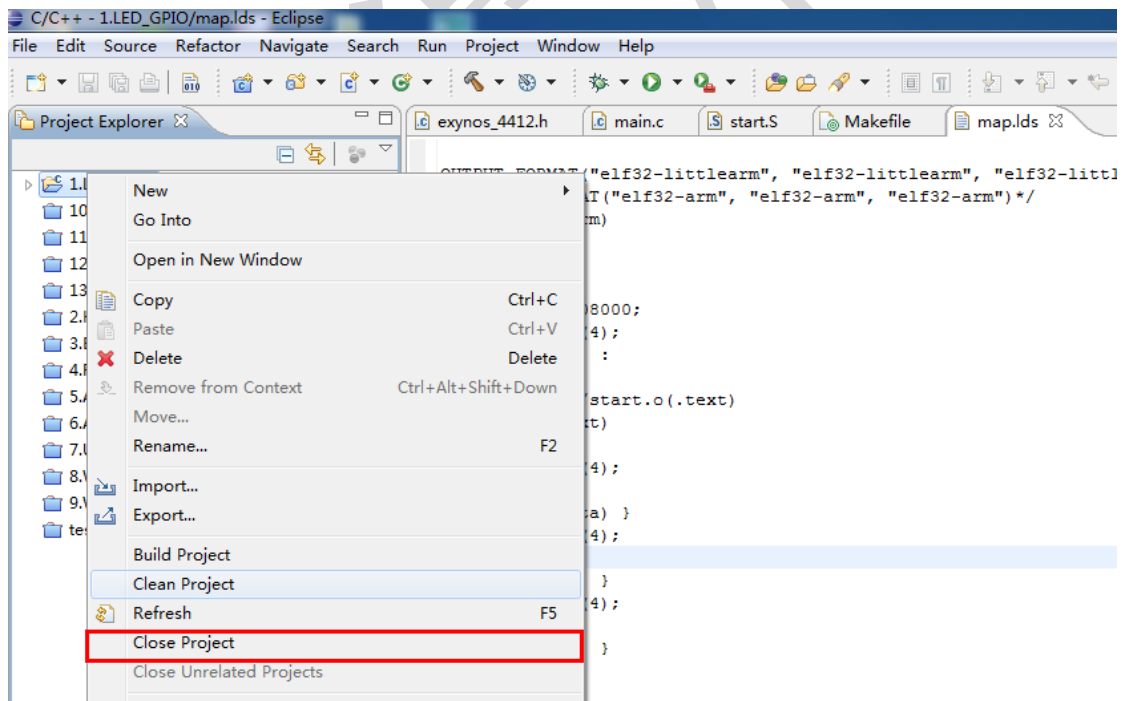 C/C++ - 1.LED_GPIO/map.lds - Eclipse
File Edit Source Refactor Navigate Search Run Project Window Help
Project Explorer
exynos_4412.h main.c start.S Makefile map.lds
("elf32-littlearm", "elf32-littlearm", "elf32-littl
AT("elf32-arm", "elf32-arm", "elf32-arm")*/
m)
8000;
(4);
:
start.o(.text)
t)
(4);
a) }
(4);
}
(4);
}
1.
10
11
12
13
2.
3.
4.
5.
6.
7.
8.
9.
te
New
Go Into
Open in New Window
Copy Ctrl+C
Paste Ctrl+V
Delete Delete
Remove from Context Ctrl+Alt+Shift+Down
Move...
Rename... F2
Import...
Export...
Build Project
Clean Project
Refresh F5
Close Project
Close Unrelated Projects